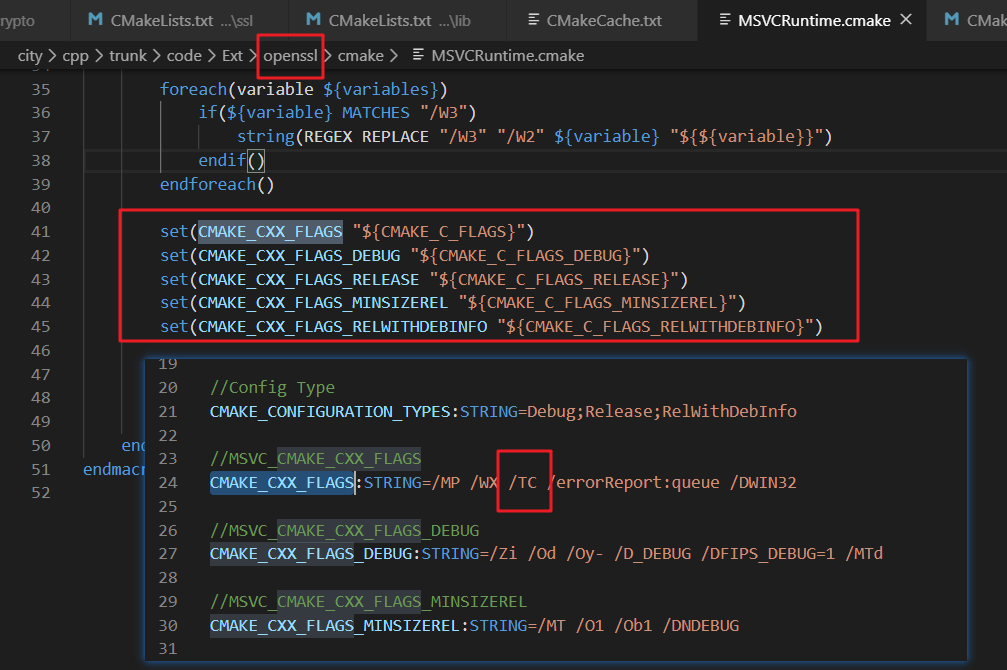 rypto
CMakeLists.txt ...\ssl
CMakeLists.txt ...\lib
CMakeCache.txt
MSVCRuntime.cmake
CMak
city > cpp > trunk > code > Ext > openssl > cmake > MSVCRuntime.cmake
35 foreach(variable ${variables})
36 if(${variable} MATCHES "/W3")
37 string(REGEX REPLACE "/W3" "/W2" ${variable} "${${variable}}")
38 endif()
39 endforeach()
40
41 set(CMAKE_CXX_FLAGS "${CMAKE_C_FLAGS}")
42 set(CMAKE_CXX_FLAGS_DEBUG "${CMAKE_C_FLAGS_DEBUG}")
43 set(CMAKE_CXX_FLAGS_RELEASE "${CMAKE_C_FLAGS_RELEASE}")
44 set(CMAKE_CXX_FLAGS_MINSIZEREL "${CMAKE_C_FLAGS_MINSIZEREL}")
45 set(CMAKE_CXX_FLAGS_RELWITHDEBINFO "${CMAKE_C_FLAGS_RELWITHDEBINFO}")
46
47
48
49
50 end
51 endmacr
52
19
20 //Config Type
21 CMAKE_CONFIGURATION_TYPES:STRING=Debug;Release;RelWithDebInfo
22
23 //MSVC_CMAKE_CXX_FLAGS
24 CMAKE_CXX_FLAGS:STRING=/MP /WX /TC /errorReport:queue /DWIN32
25
26 //MSVC_CMAKE_CXX_FLAGS_DEBUG
27 CMAKE_CXX_FLAGS_DEBUG:STRING=/Zi /Od /Oy- /D_DEBUG /DFIPS_DEBUG=1 /MTd
28
29 //MSVC_CMAKE_CXX_FLAGS_MINSIZEREL
30 CMAKE_CXX_FLAGS_MINSIZEREL:STRING=/MT /O1 /Ob1 /DNDEBUG
31